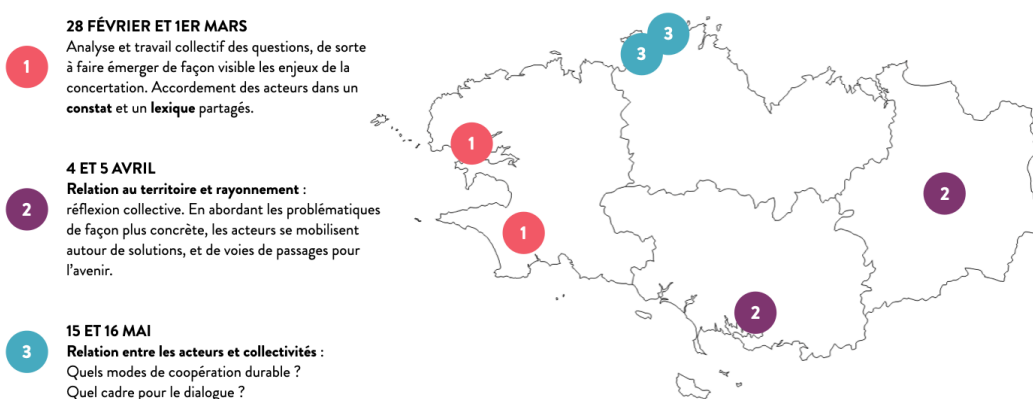 28 FÉVRIER ET 1ER MARS
1
Analyse et travail collectif des questions, de sorte
à faire émerger de façon visible les enjeux de la
concertation. Accordement des acteurs dans un
constat et un lexique partagés.
4 ET 5 AVRIL
2
Relation au territoire et rayonnement :
réflexion collective. En abordant les problématiques
de façon plus concrète, les acteurs se mobilisent
autour de solutions, et de voies de passages pour
l’avenir.
15 ET 16 MAI
3
Relation entre les acteurs et collectivités :
Quels modes de coopération durable ?
Quel cadre pour le dialogue ?
3
3
1
2
1
2